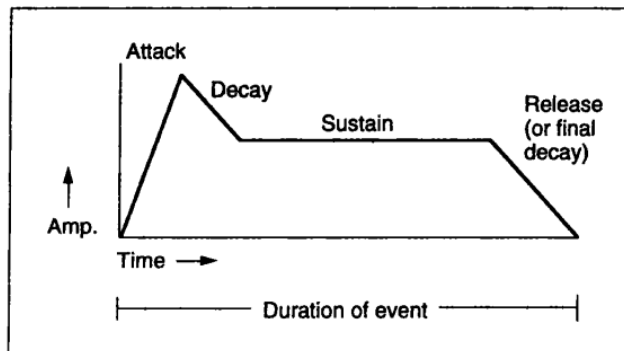 Attack
Decay
Sustain
Release
(or final
decay)
Amp.
Time
Duration of event